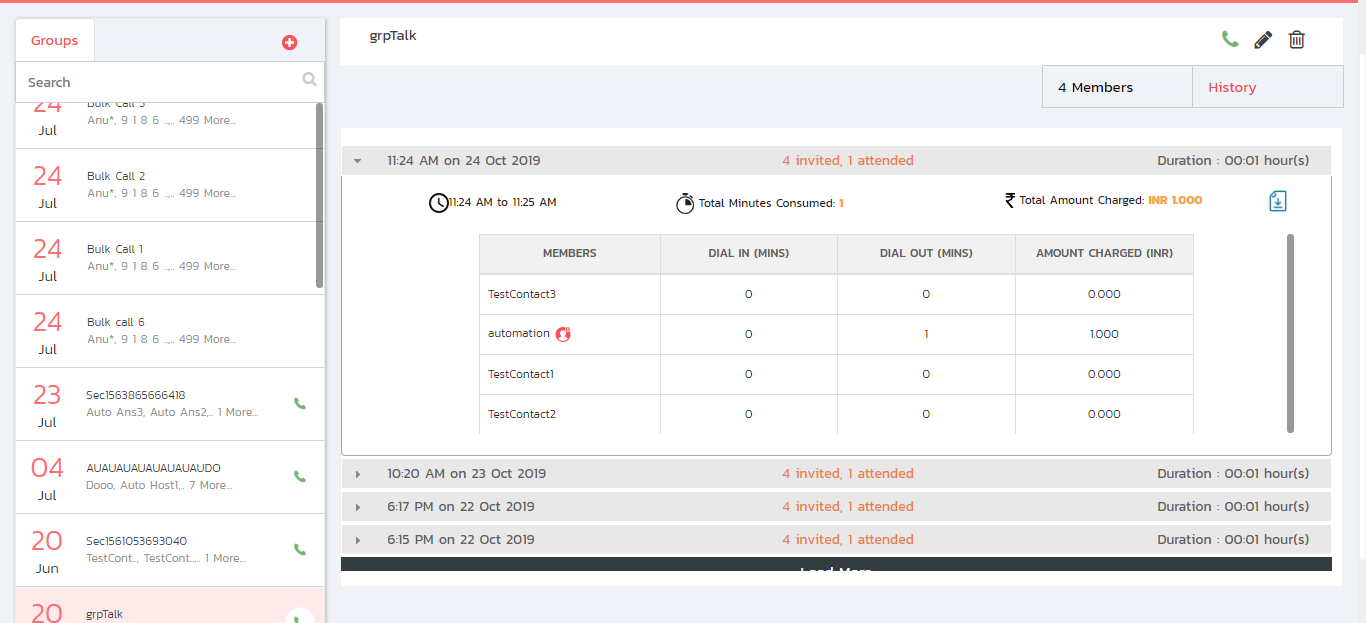 Groups
Search
24
Jul
Bulk Call 3
Anu*, 9 1 8 6 ..,.. 499 More...
24
Jul
Bulk Call 2
Anu*, 9 1 8 6 ..,.. 499 More...
24
Jul
Bulk Call 1
Anu*, 9 1 8 6 ..,.. 499 More...
24
Jul
Bulk call 6
Anu*, 9 1 8 6 ..,.. 499 More...
23
Jul
Sec1563865666418
Auto Ans3, Auto Ans2,.. 1 More...
04
Jul
AUAUAUAUAUAUAUAUDO
Dooo, Auto Host1,.. 7 More...
20
Jun
Sec1561053693040
TestCont.., TestCont..,.. 1 More...
20
grpTalk
grpTalk
4 Members History
11:24 AM on 24 Oct 2019 4 invited, 1 attended Duration : 00:01 hour(s)
11:24 AM to 11:25 AM Total Minutes Consumed: 1 ₹ Total Amount Charged: INR 1.000
MEMBERS DIAL IN (MINS) DIAL OUT (MINS) AMOUNT CHARGED (INR)
TestContact3 0 0 0.000
automation 0 1 1.000
TestContact1 0 0 0.000
TestContact2 0 0 0.000
10:20 AM on 23 Oct 2019 4 invited, 1 attended Duration : 00:01 hour(s)
6:17 PM on 22 Oct 2019 4 invited, 1 attended Duration : 00:01 hour(s)
6:15 PM on 22 Oct 2019 4 invited, 1 attended Duration : 00:01 hour(s)
Load More